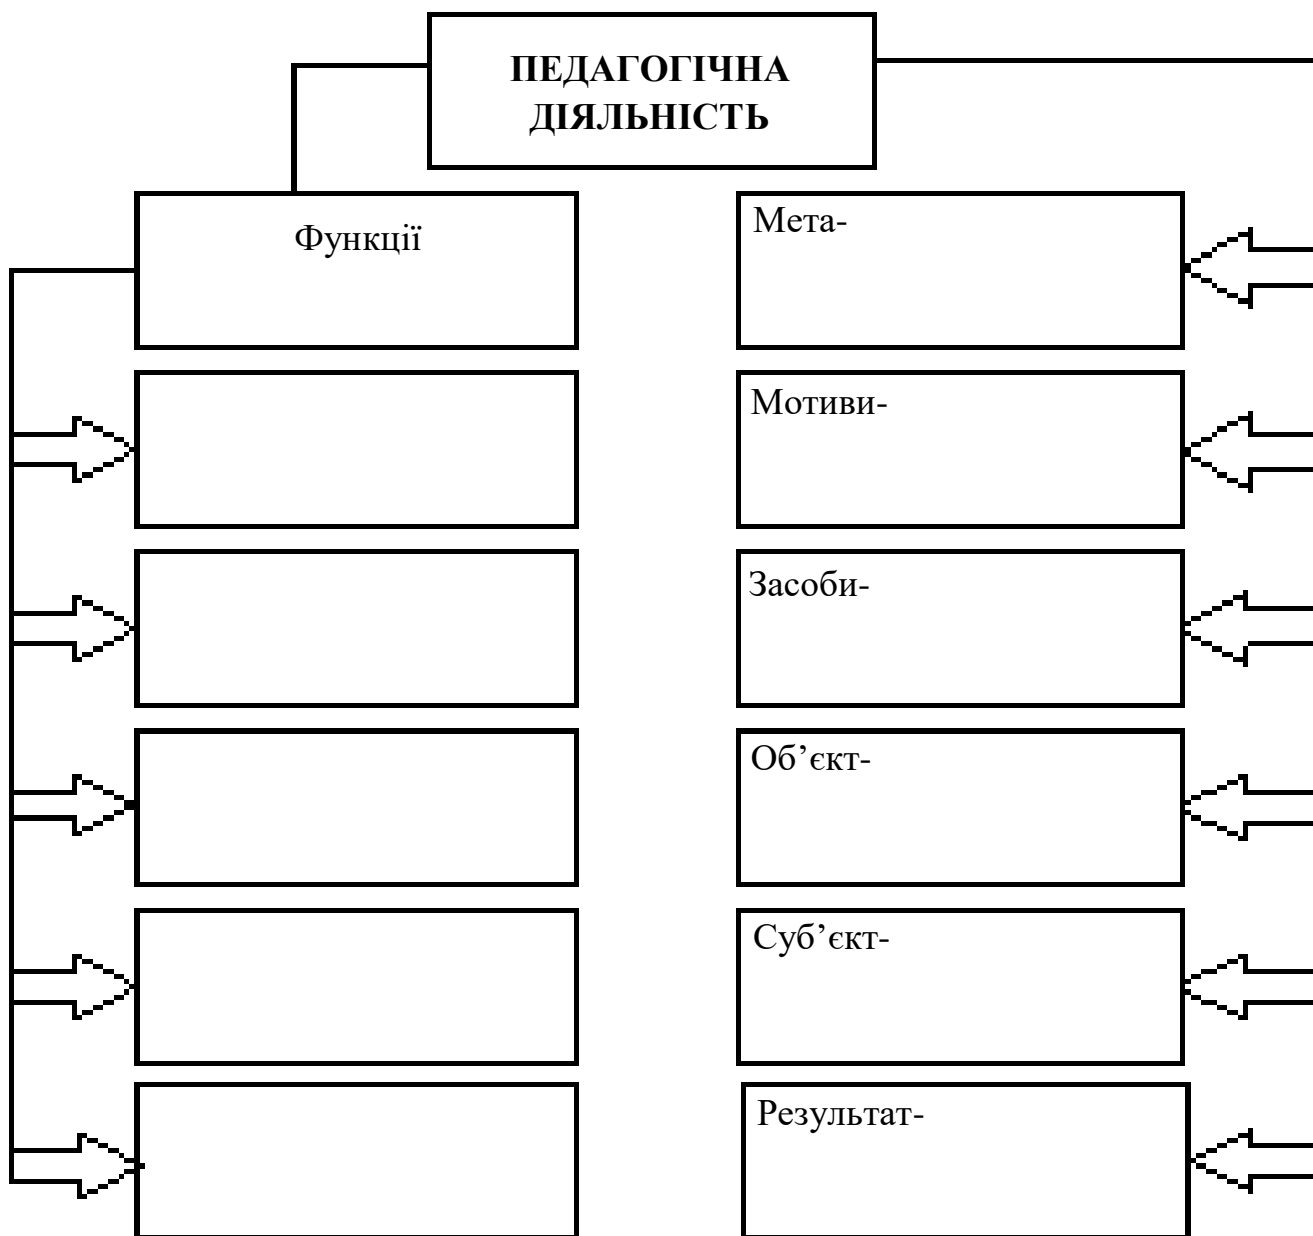 ПЕДАГОГІЧНА
ДІЯЛЬНІСТЬ
Функції
Мета-
Мотиви-
Засоби-
Об’єкт-
Суб’єкт-
Результат-